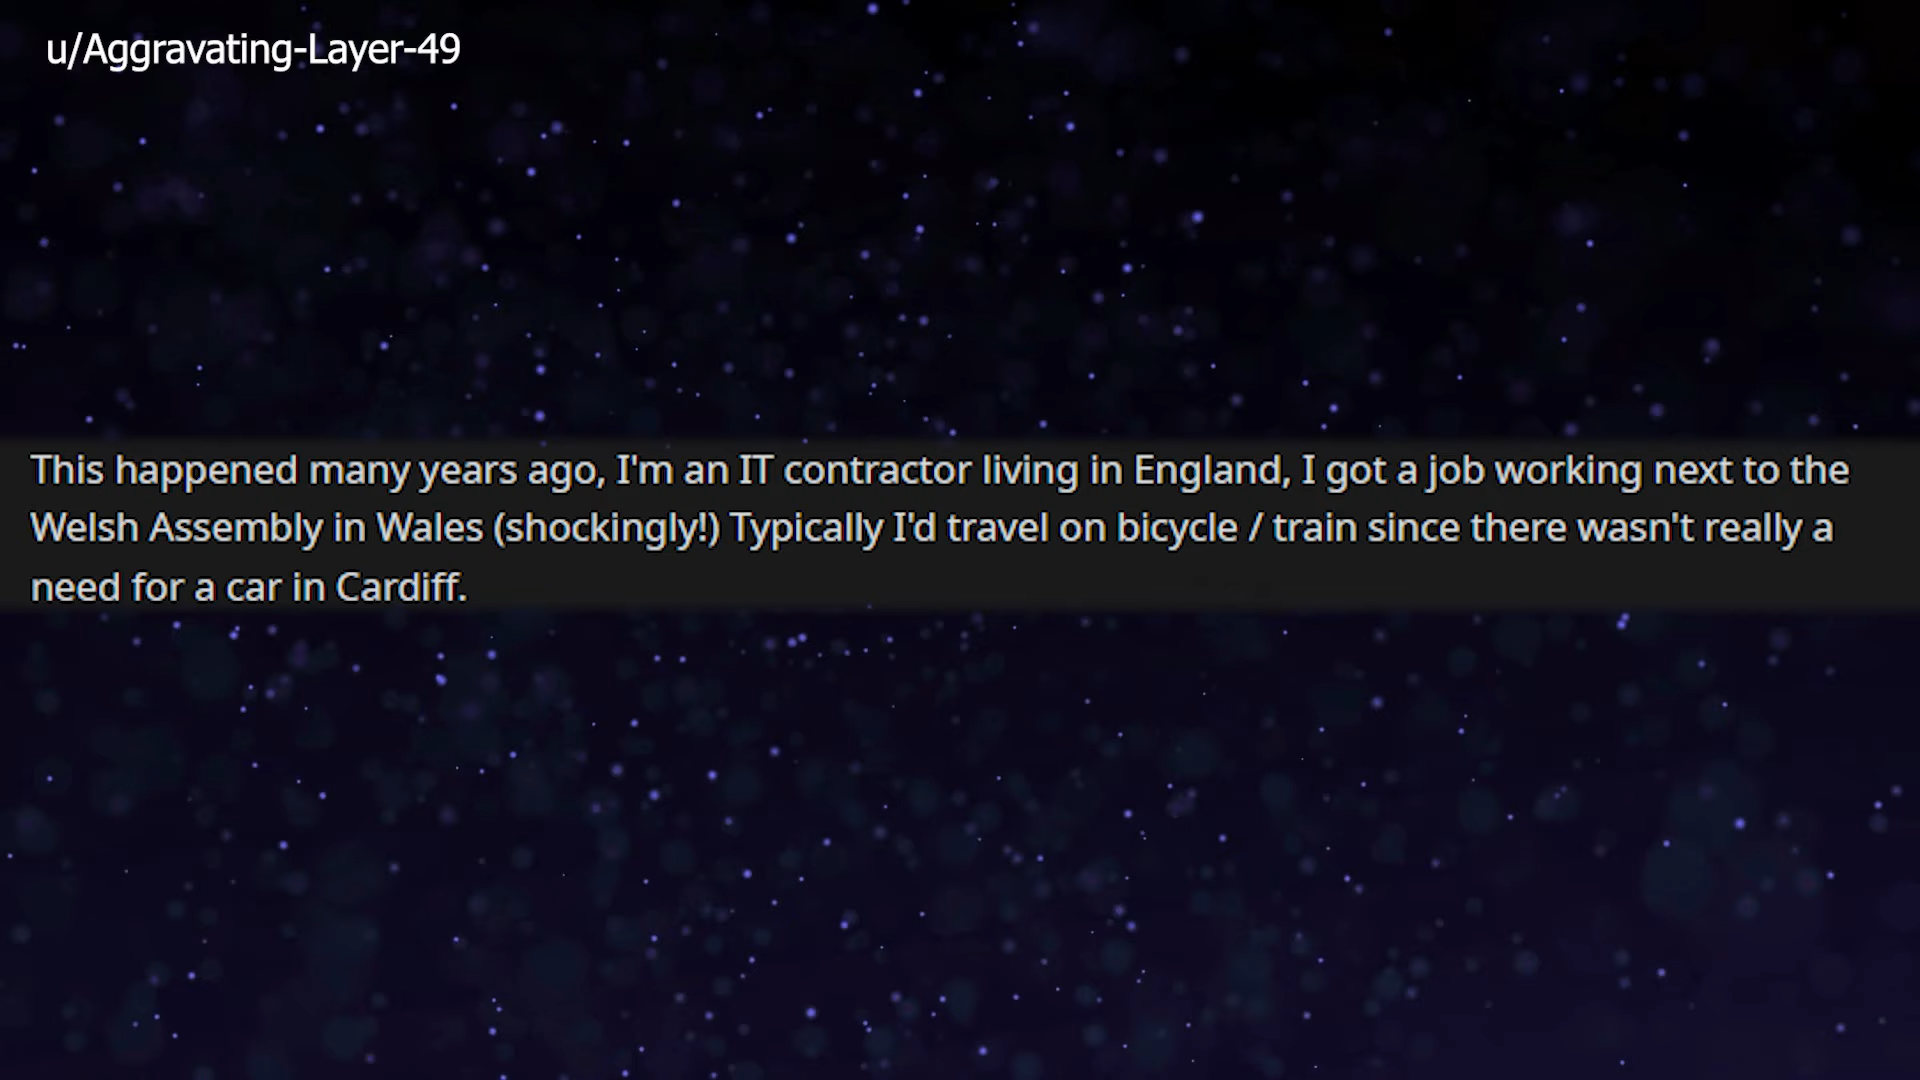 u/Aggravating-Layer-49
This happened many years ago, I'm an IT contractor living in England, I got a job working next to the
Welsh Assembly in Wales (shockingly!) Typically I'd travel on bicycle / train since there wasn't really a
need for a car in Cardiff.